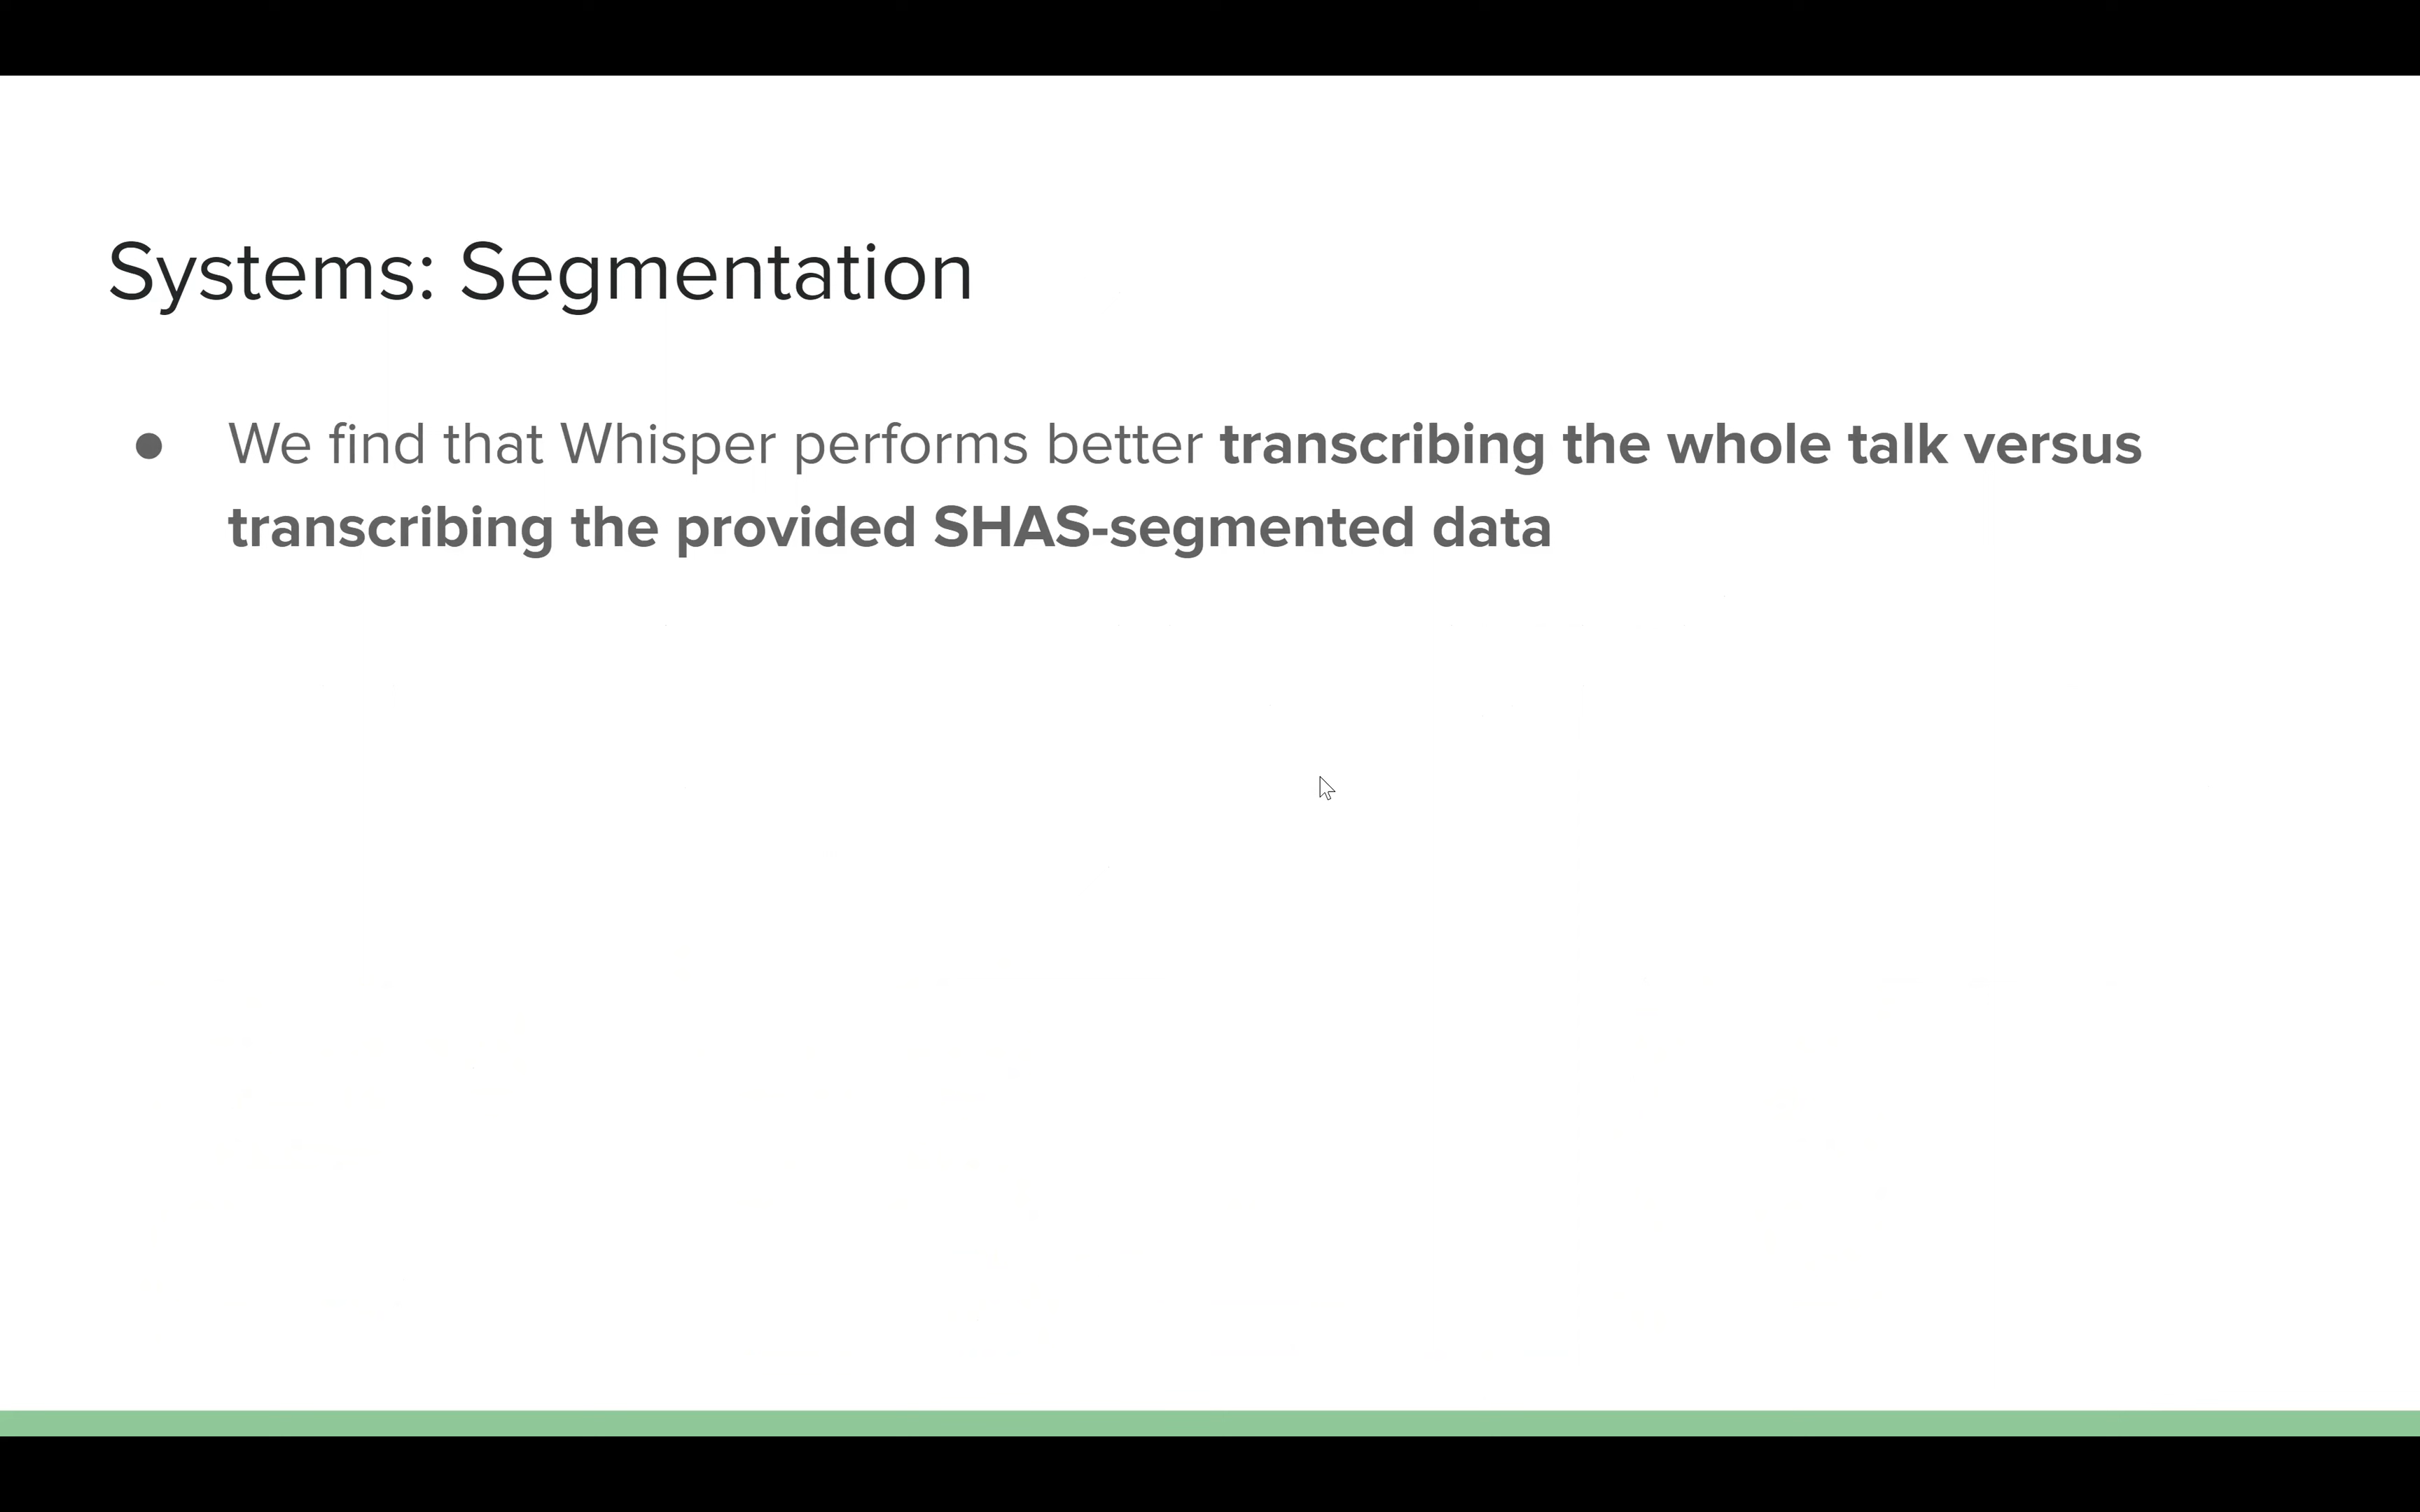 Systems: Segmentation
● We find that Whisper performs better transcribing the whole talk versus
transcribing the provided SHAS-segmented data